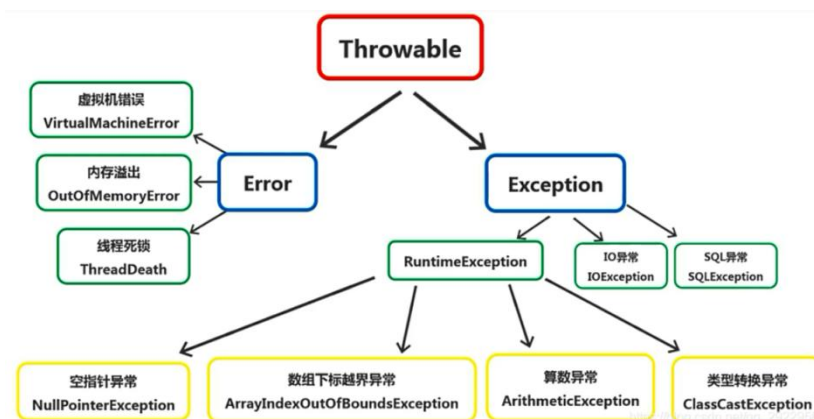 Throwable
虚拟机错误
VirtualMachineError
内存溢出
OutOfMemoryError
线程死锁
ThreadDeath
Error
Exception
RuntimeException
IO异常
IOException
SQL异常
SQLException
空指针异常
NullPointerException
数组下标越界异常
ArrayIndexOutOfBoundsException
算数异常
ArithmeticException
类型转换异常
ClassCastException